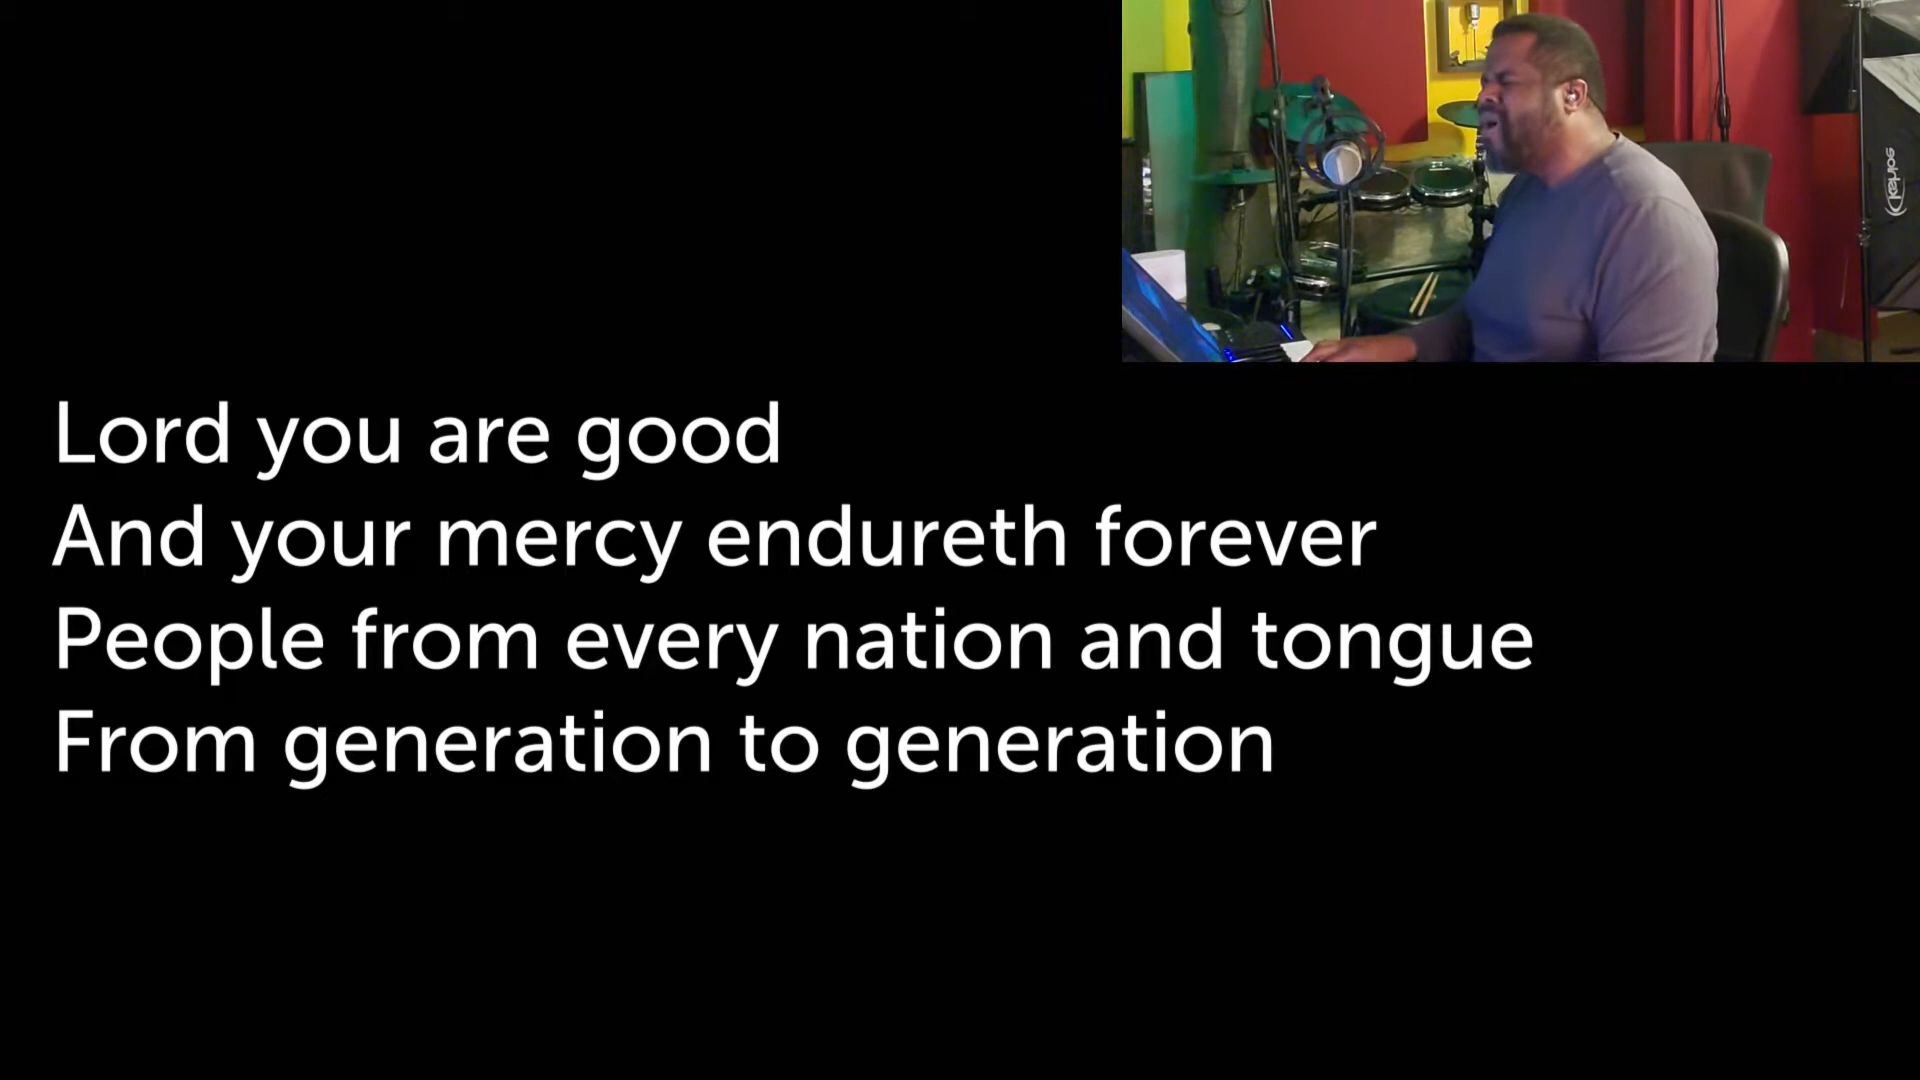 Lord you are good
And your mercy endureth forever
People from every nation and tongue
From generation to generation